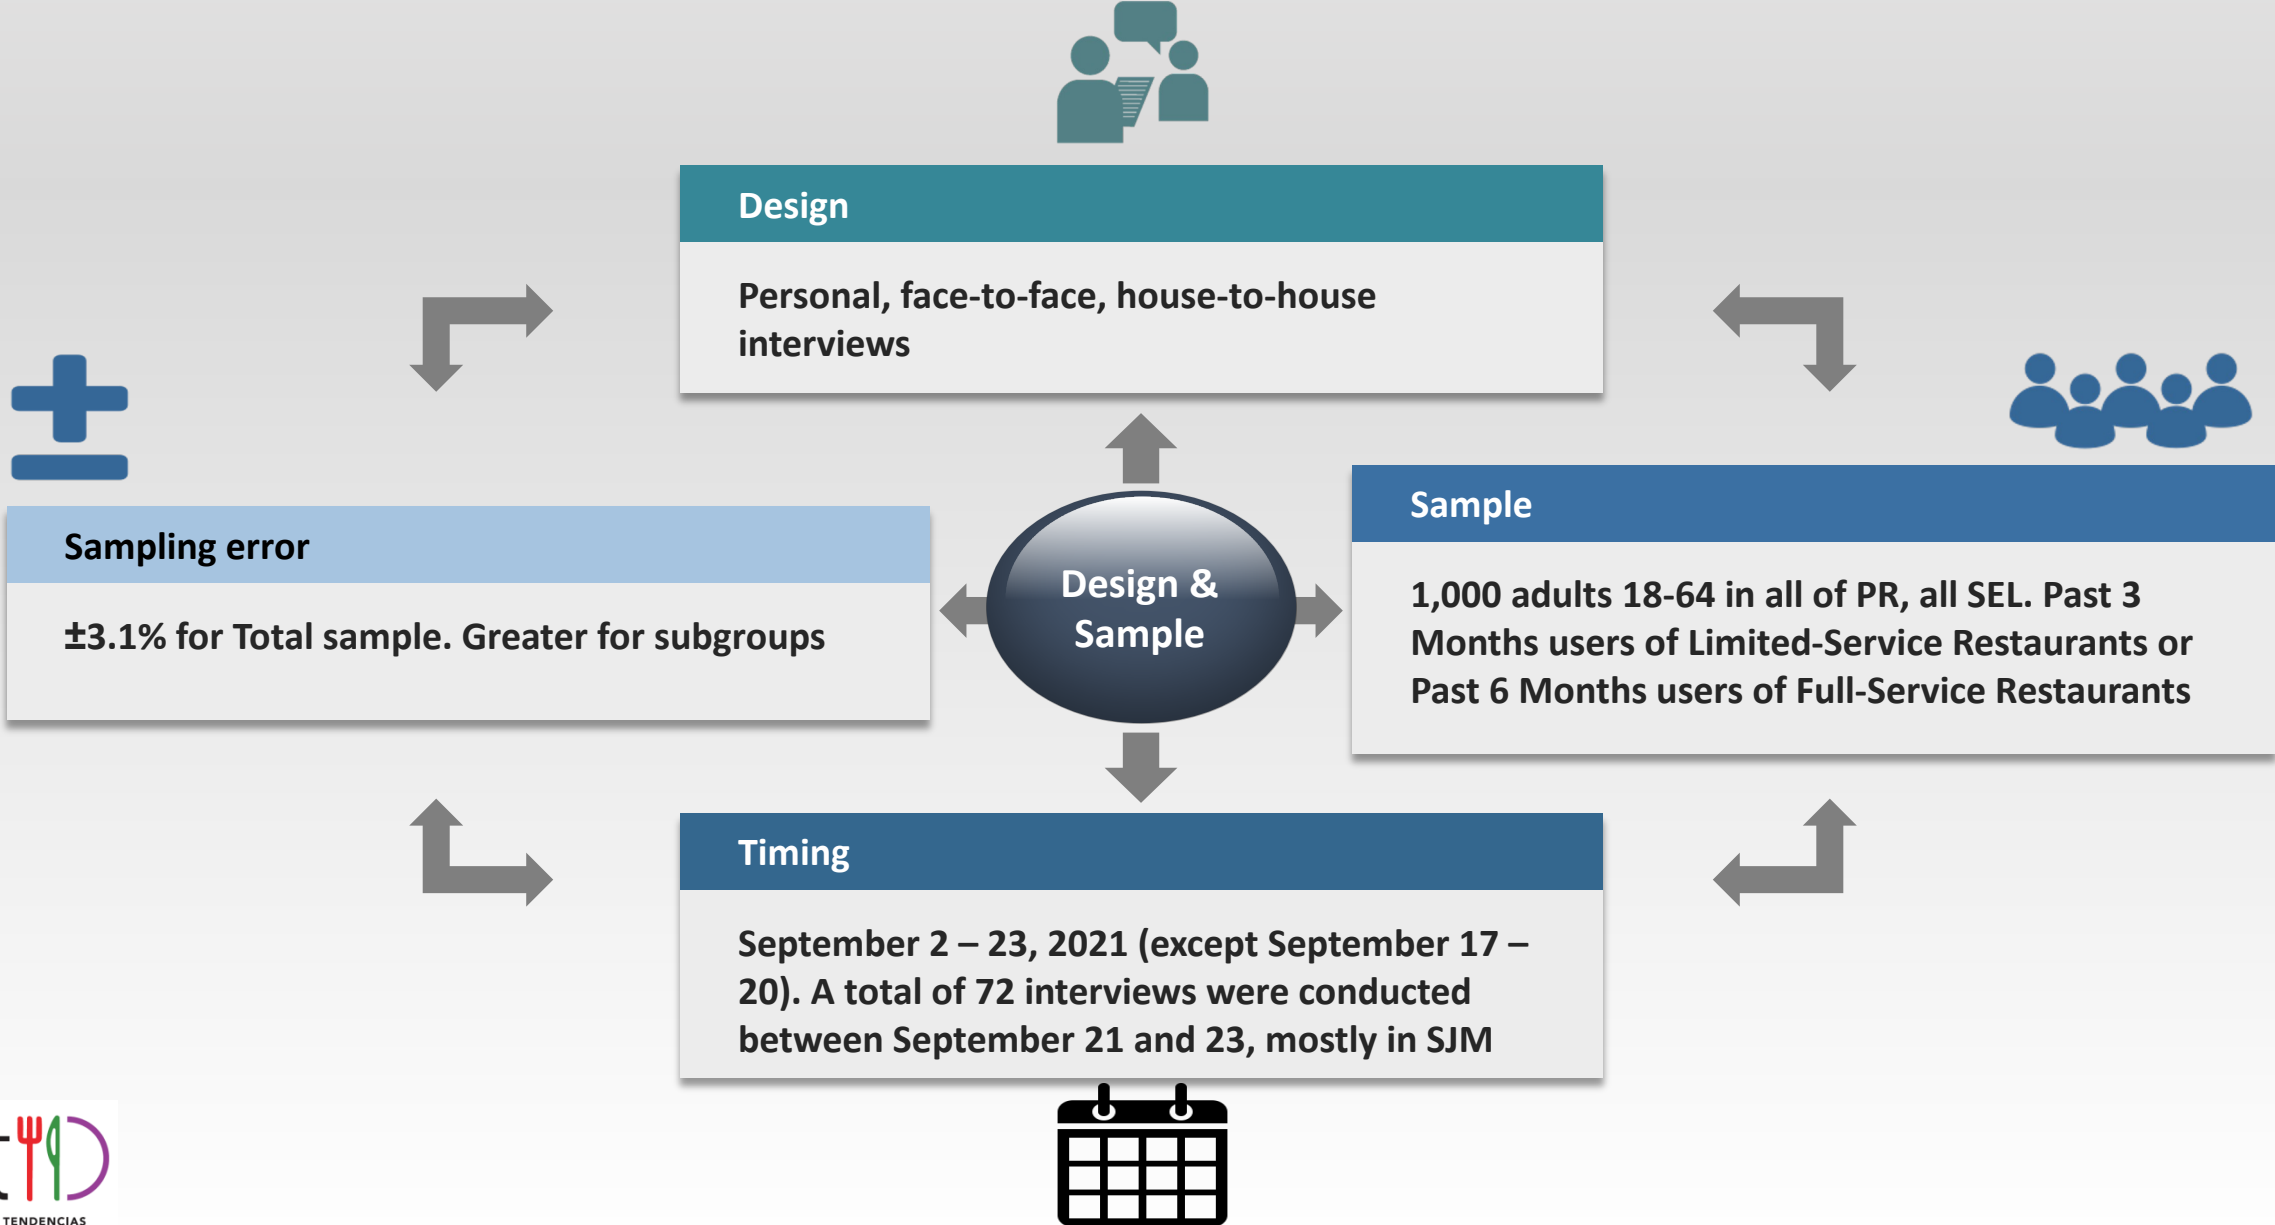 Design
Personal, face-to-face, house-to-house
interviews
Sampling error
±3.1% for Total sample. Greater for subgroups
Design &
Sample
Sample
1,000 adults 18-64 in all of PR, all SEL. Past 3
Months users of Limited-Service Restaurants or
Past 6 Months users of Full-Service Restaurants
Timing
September 2 – 23, 2021 (except September 17 –
20). A total of 72 interviews were conducted
between September 21 and 23, mostly in SJM
TENDENCIAS